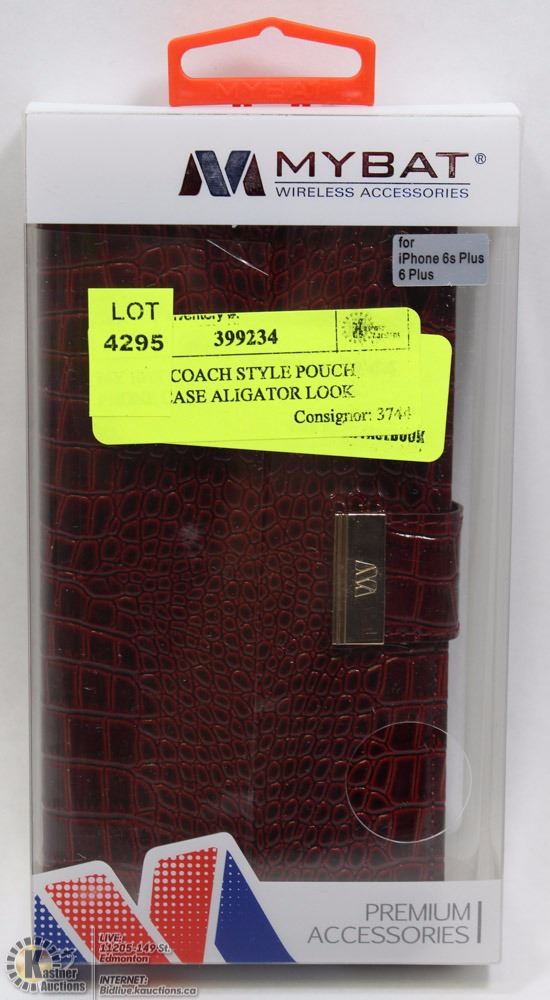 MYBAT
MYBAT®
WIRELESS ACCESSORIES
for
iPhone 6s Plus
6 Plus
LOT
4295
399234
COACH STYLE POUCH
CASE ALIGATOR LOOK
Consignor: 3744
PREMIUM
ACCESSORIES
LIVE:
11205-149 St.
Edmonton
INTERNET:
Bidlive.kauctions.ca
Kastner
Auctions